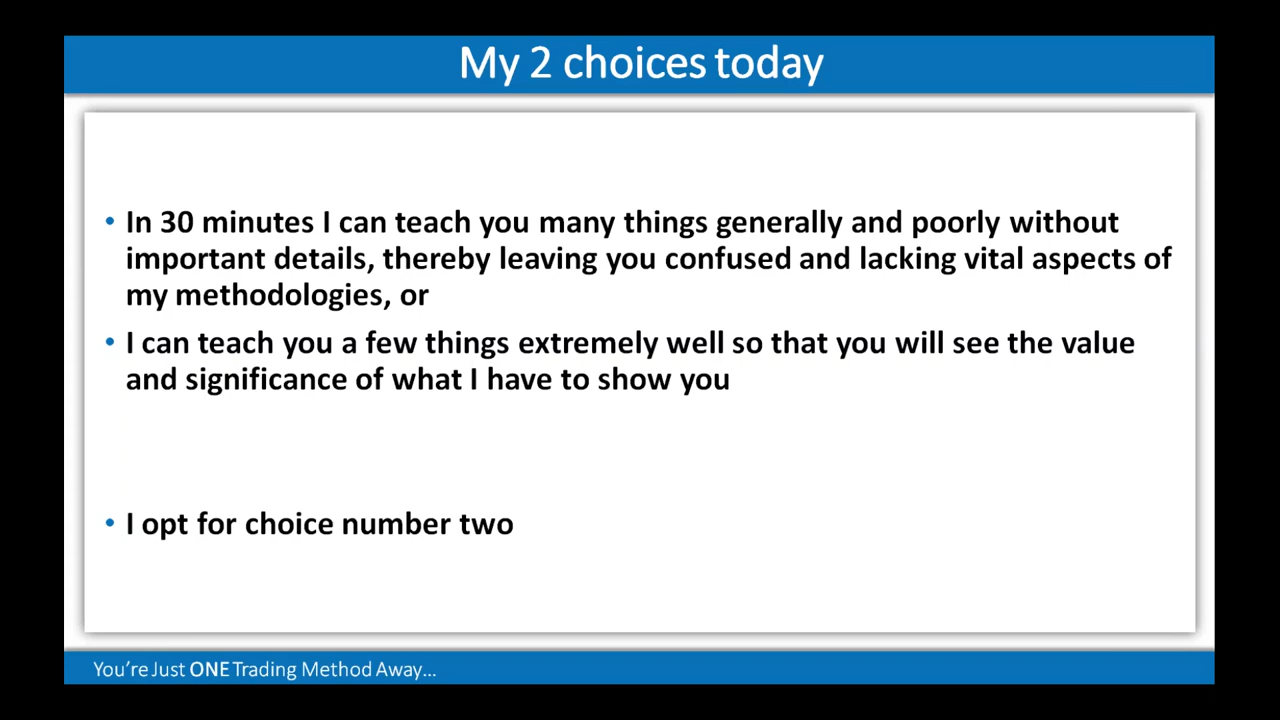 My 2 choices today
• In 30 minutes I can teach you many things generally and poorly without
important details, thereby leaving you confused and lacking vital aspects of
my methodologies, or
• I can teach you a few things extremely well so that you will see the value
and significance of what I have to show you
• I opt for choice number two
You’re Just ONE Trading Method Away…